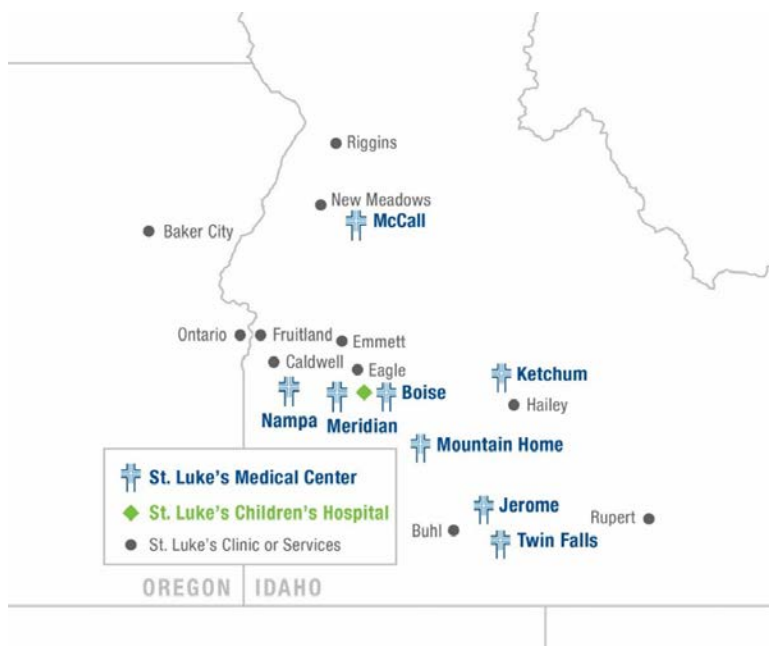 Riggins
New Meadows
McCall
Baker City
Ontario
Fruitland
Emmett
Caldwell
Eagle
Ketchum
Boise
Hailey
Nampa
Meridian
Mountain Home
St. Luke's Medical Center
St. Luke's Children's Hospital
St. Luke's Clinic or Services
Jerome
Buhl
Rupert
Twin Falls
OREGON
IDAHO